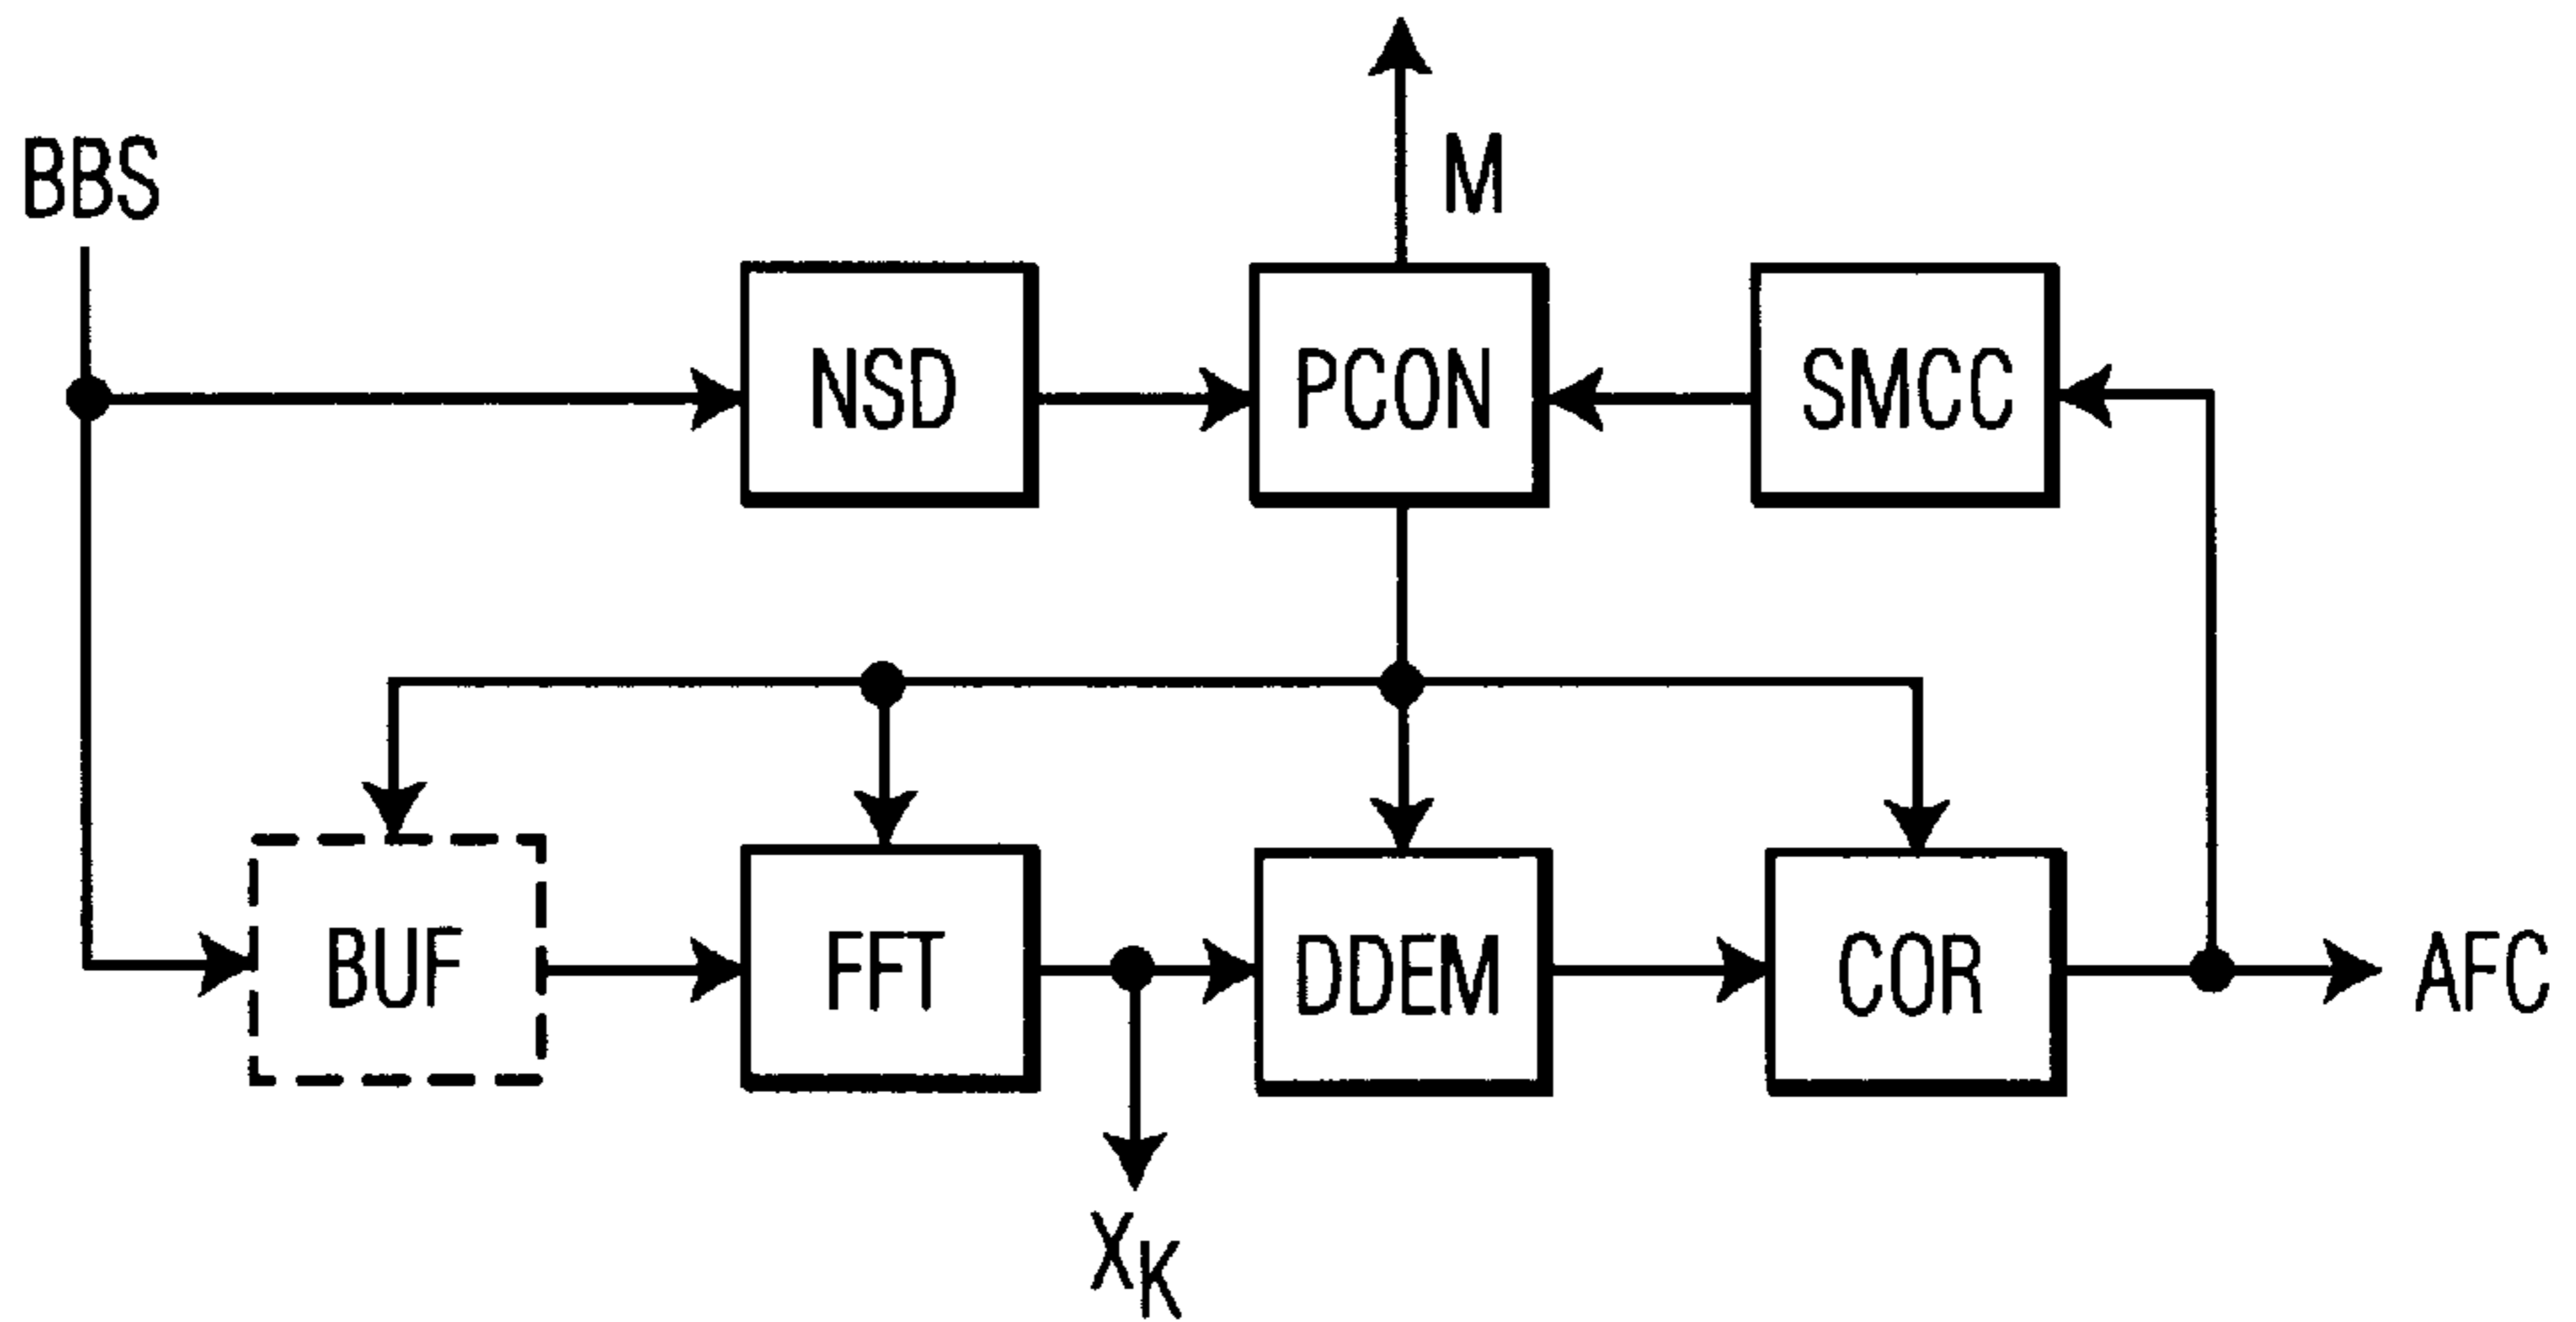 M
BBS
NSD
PCON
SMCC
BUF
FFT
DDEM
COR
AFC
XK